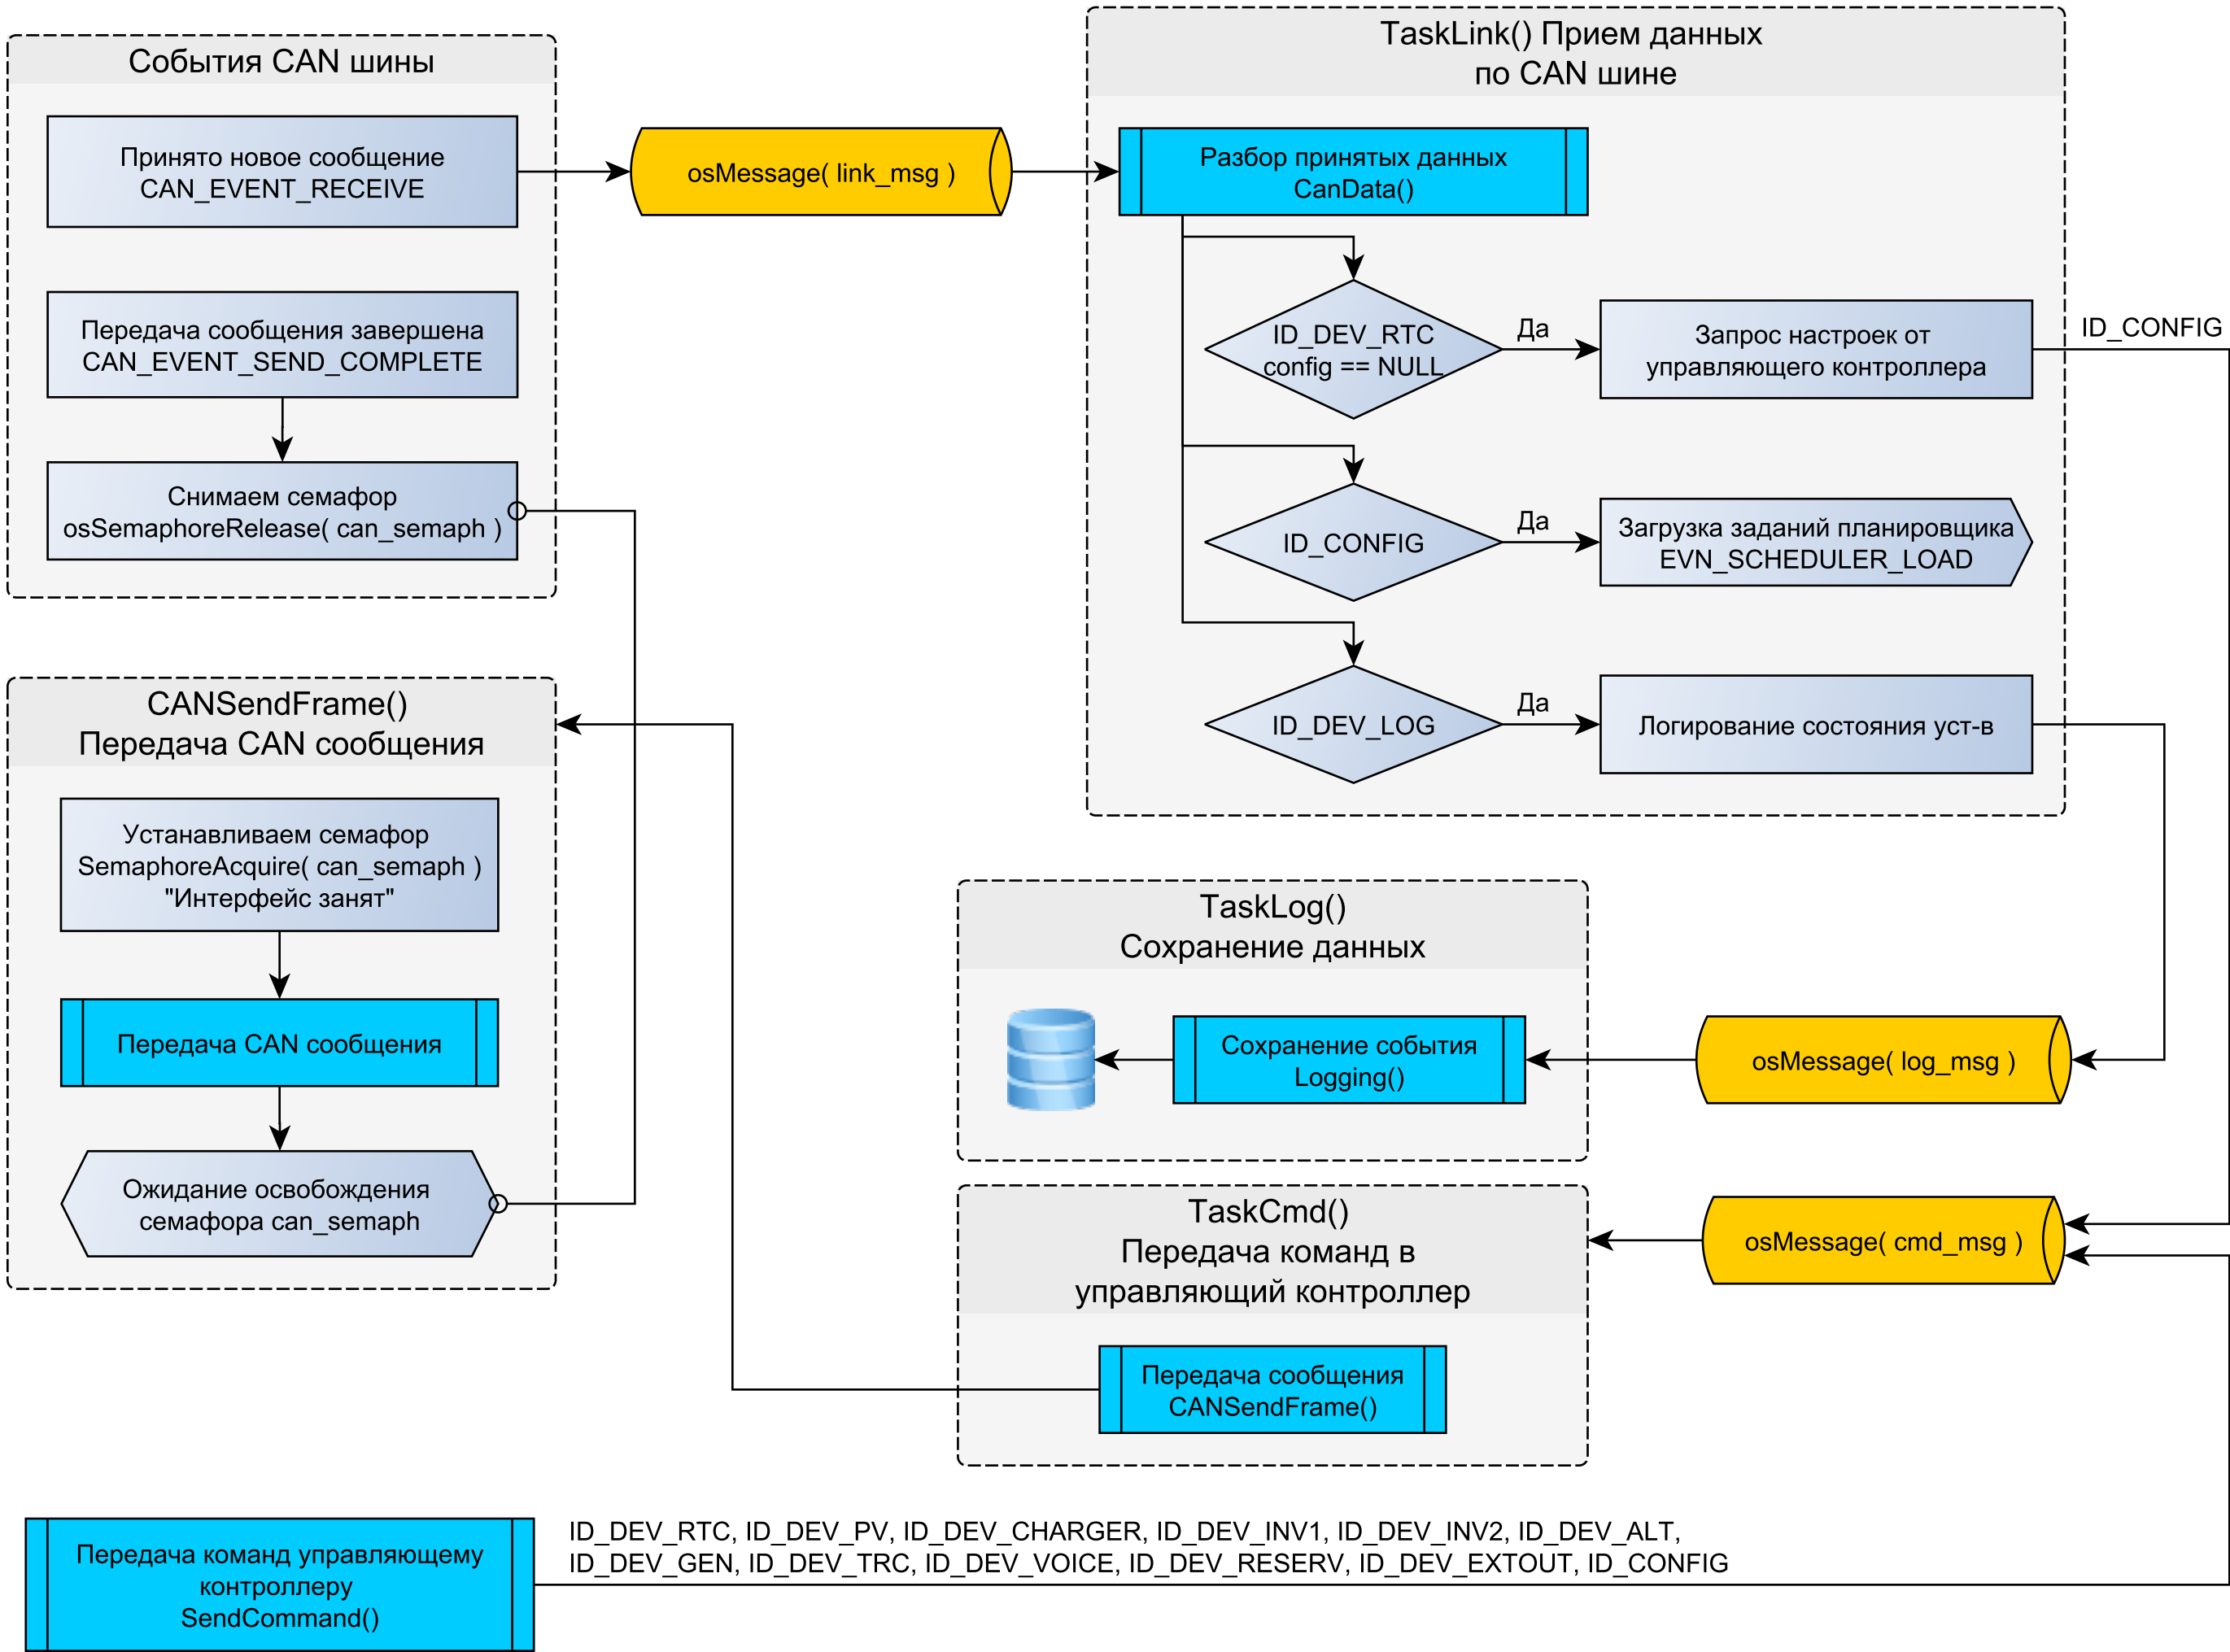 События CAN шины
Принято новое сообщение
CAN_EVENT_RECEIVE
Передача сообщения завершена
CAN_EVENT_SEND_COMPLETE
Снимаем семафор
osSemaphoreRelease( can_semaph )
osMessage( link_msg )
TaskLink() Прием данных
по CAN шине
Разбор принятых данных
CanData()
ID_DEV_RTC
config == NULL
Да
Запрос настроек от
управляющего контроллера
ID_CONFIG
ID_CONFIG
Да
Загрузка заданий планировщика
EVN_SCHEDULER_LOAD
ID_DEV_LOG
Да
Логирование состояния уст-в
CANSendFrame()
Передача CAN сообщения
Устанавливаем семафор
SemaphoreAcquire( can_semaph )
"Интерфейс занят"
Передача CAN сообщения
Ожидание освобождения
семафора can_semaph
TaskLog()
Сохранение данных
Сохранение события
Logging()
osMessage( log_msg )
TaskCmd()
Передача команд в
управляющий контроллер
Передача сообщения
CANSendFrame()
osMessage( cmd_msg )
Передача команд управляющему
контроллеру
SendCommand()
ID_DEV_RTC, ID_DEV_PV, ID_DEV_CHARGER, ID_DEV_INV1, ID_DEV_INV2, ID_DEV_ALT,
ID_DEV_GEN, ID_DEV_TRC, ID_DEV_VOICE, ID_DEV_RESERV, ID_DEV_EXTOUT, ID_CONFIG